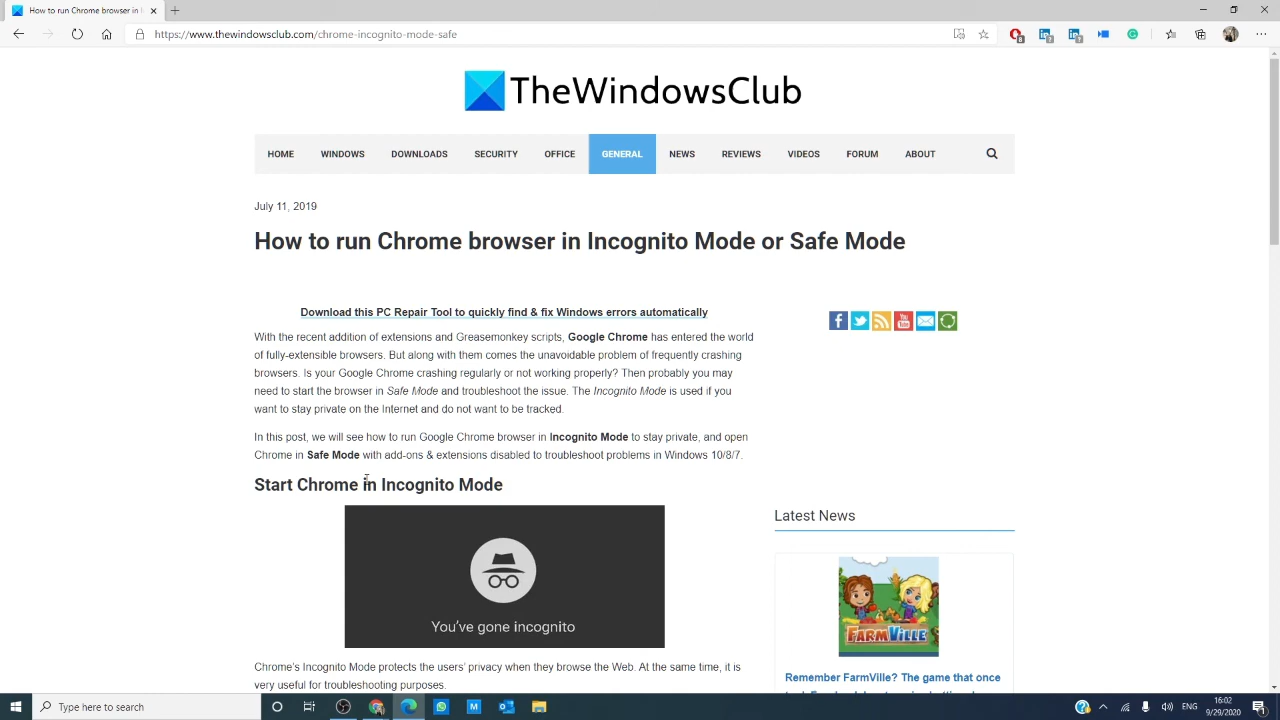 How to run Chrome browser in
https://www.thewindowsclub.com/chrome-incognito-mode-safe
TheWindowsClub
HOME WINDOWS DOWNLOADS SECURITY OFFICE GENERAL NEWS REVIEWS VIDEOS FORUM ABOUT
July 11, 2019
How to run Chrome browser in Incognito Mode or Safe Mode
Download this PC Repair Tool to quickly find & fix Windows errors automatically
With the recent addition of extensions and Greasemonkey scripts, Google Chrome has entered the world
of fully-extensible browsers. But along with them comes the unavoidable problem of frequently crashing
browsers. Is your Google Chrome crashing regularly or not working properly? Then probably you may
need to start the browser in Safe Mode and troubleshoot the issue. The Incognito Mode is used if you
want to stay private on the Internet and do not want to be tracked.
In this post, we will see how to run Google Chrome browser in Incognito Mode to stay private, and open
Chrome in Safe Mode with add-ons & extensions disabled to troubleshoot problems in Windows 10/8/7.
Start Chrome in Incognito Mode
You've gone incognito
Chrome's Incognito Mode protects the users' privacy when they browse the Web. At the same time, it is
very useful for troubleshooting purposes.
Latest News
FARMVILLE
Remember FarmVille? The game that once
Type here to search
ENG
16:02
9/29/2020